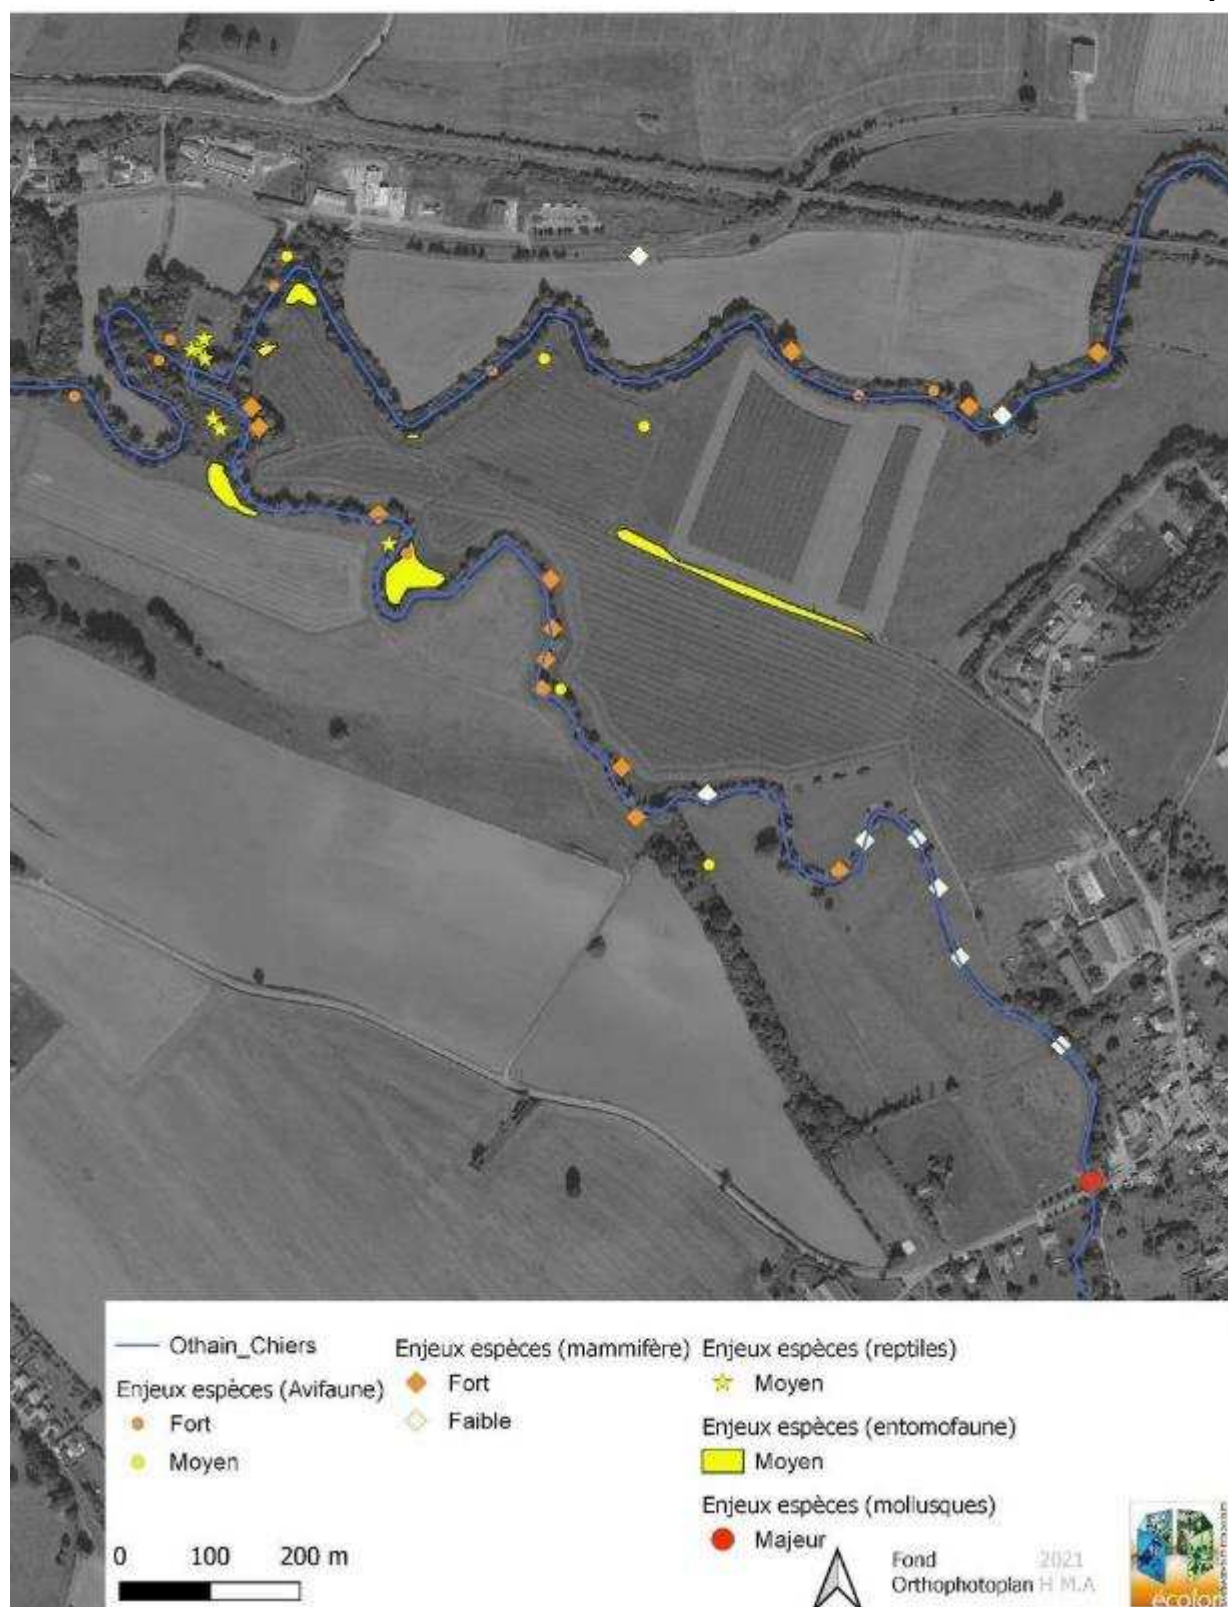 Othain_Chiers
Enjeux espèces (Avifaune)
Fort
Moyen
Enjeux espèces (mammifère)
Fort
Faible
Enjeux espèces (reptiles)
Moyen
Enjeux espèces (entomofaune)
Moyen
Enjeux espèces (mollusques)
Majeur
0 100 200 m
Fond 2021
Orthophotoplan H M.A
écolor